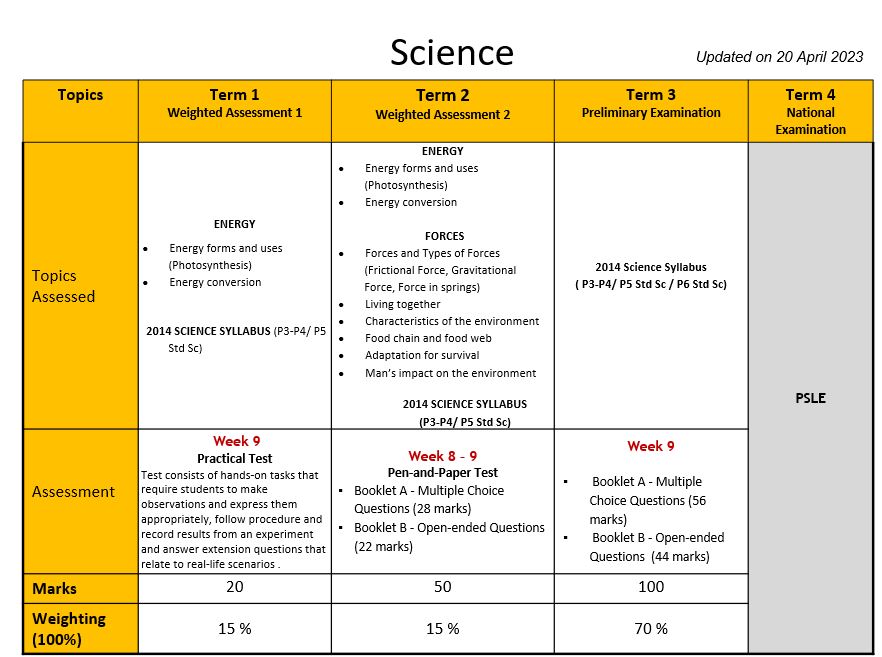 Science
Updated on 20 April 2023
Topics
Term 1
Weighted Assessment 1
Term 2
Weighted Assessment 2
Term 3
Preliminary Examination
Term 4
National
Examination
Topics
Assessed
ENERGY
• Energy forms and uses
(Photosynthesis)
• Energy conversion
2014 SCIENCE SYLLABUS (P3-P4/ P5
Std Sc)
ENERGY
• Energy forms and uses
(Photosynthesis)
• Energy conversion
FORCES
• Forces and Types of Forces
(Frictional Force, Gravitational
Force, Force in springs)
• Living together
• Characteristics of the environment
• Food chain and food web
• Adaptation for survival
• Man’s impact on the environment
2014 SCIENCE SYLLABUS
(P3-P4/ P5 Std Sc)
2014 Science Syllabus
( P3-P4/ P5 Std Sc / P6 Std Sc)
PSLE
Assessment
Week 9
Practical Test
Test consists of hands-on tasks that
require students to make
observations and express them
appropriately, follow procedure and
record results from an experiment
and answer extension questions that
relate to real-life scenarios .
Week 8 - 9
Pen-and-Paper Test
▪ Booklet A - Multiple Choice
Questions (28 marks)
▪ Booklet B - Open-ended Questions
(22 marks)
Week 9
▪ Booklet A - Multiple
Choice Questions (56
marks)
▪ Booklet B - Open-ended
Questions (44 marks)
Marks
20
50
100
Weighting
(100%)
15 %
15 %
70 %